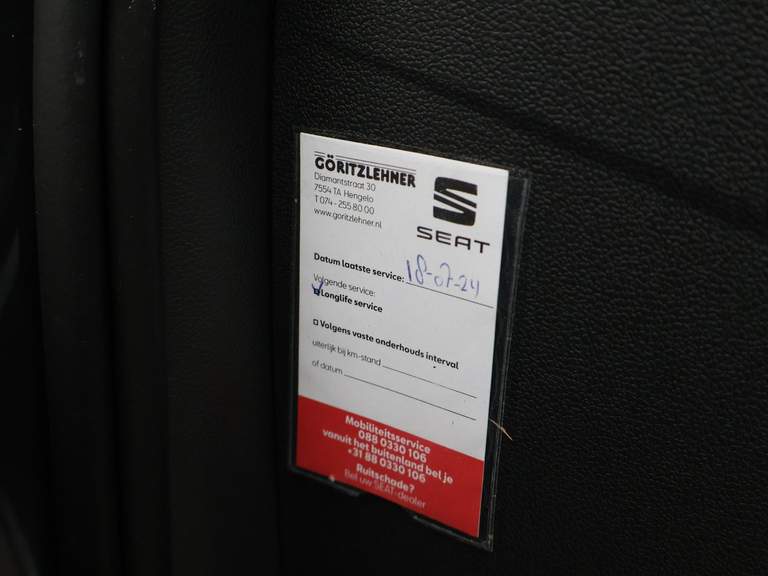 GÖRITZLEHNER
Diamantstraat 30
7554 TA Hengelo
T 074 - 255 80 00
www.goritzlehner.nl
SEAT
Datum laatste service: 18-07-24
Volgende service:
Longlife service
Volgens vaste onderhouds interval
uiterlijk bij km-stand
of datum
Mobiliteitsservice
088 0330 106
vanuit het buitenland bel je
+31 88 0330 106
Ruitschade?
Bel uw SEAT-dealer